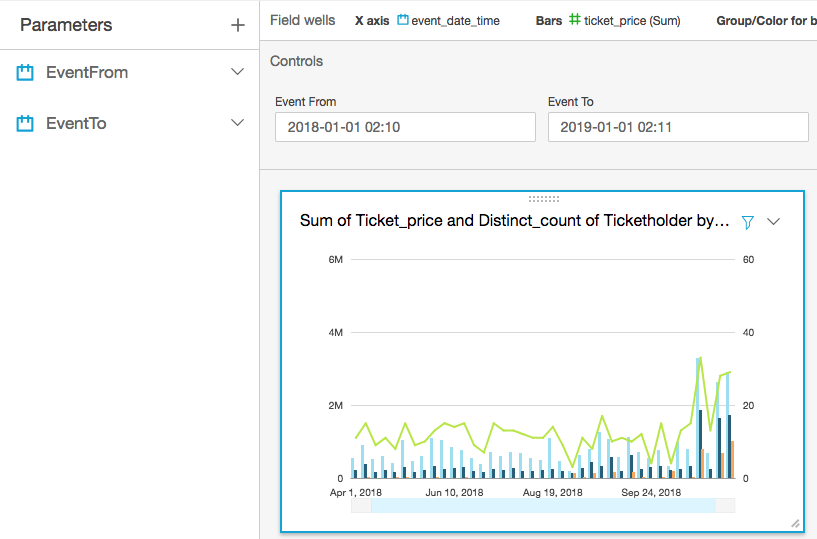 Parameters +
EventFrom
EventTo
Field wells X axis event_date_time Bars ticket_price (Sum) Group/Color for b
Controls
Event From Event To
2018-01-01 02:10 2019-01-01 02:11
Sum of Ticket_price and Distinct_count of Ticketholder by...
6M 60
4M 40
2M 20
0 0
Apr 1, 2018 Jun 10, 2018 Aug 19, 2018 Sep 24, 2018